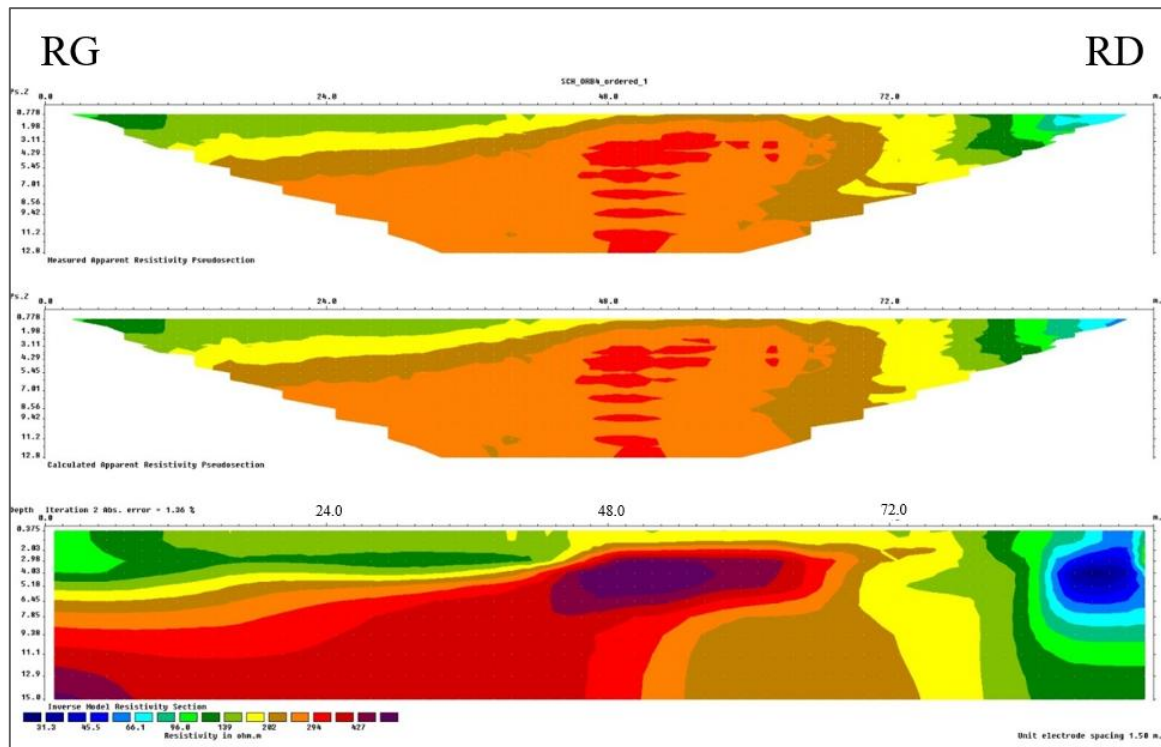 RG RD
SCH_ORB4_ordered_1
Ps.Z 0.0 24.0 48.0 72.0 m.
0.770
1.90
3.11
4.29
5.45
7.01
8.56
9.42
11.2
12.8
Measured Apparent Resistivity Pseudosection
Ps.Z 0.0 24.0 48.0 72.0 m.
0.770
1.90
3.11
4.29
5.45
7.01
8.56
9.42
11.2
12.8
Calculated Apparent Resistivity Pseudosection
Depth Iteration 2 Abs. error = 1.36 %
0.0 24.0 48.0 72.0 m.
0.375
2.03
2.98
4.03
5.18
6.45
7.85
9.38
11.1
12.9
15.0
Inverse Model Resistivity Section
31.3 45.5 66.1 96.0 139 202 294 427
Resistivity in ohm.m
Unit electrode spacing 1.50 m.